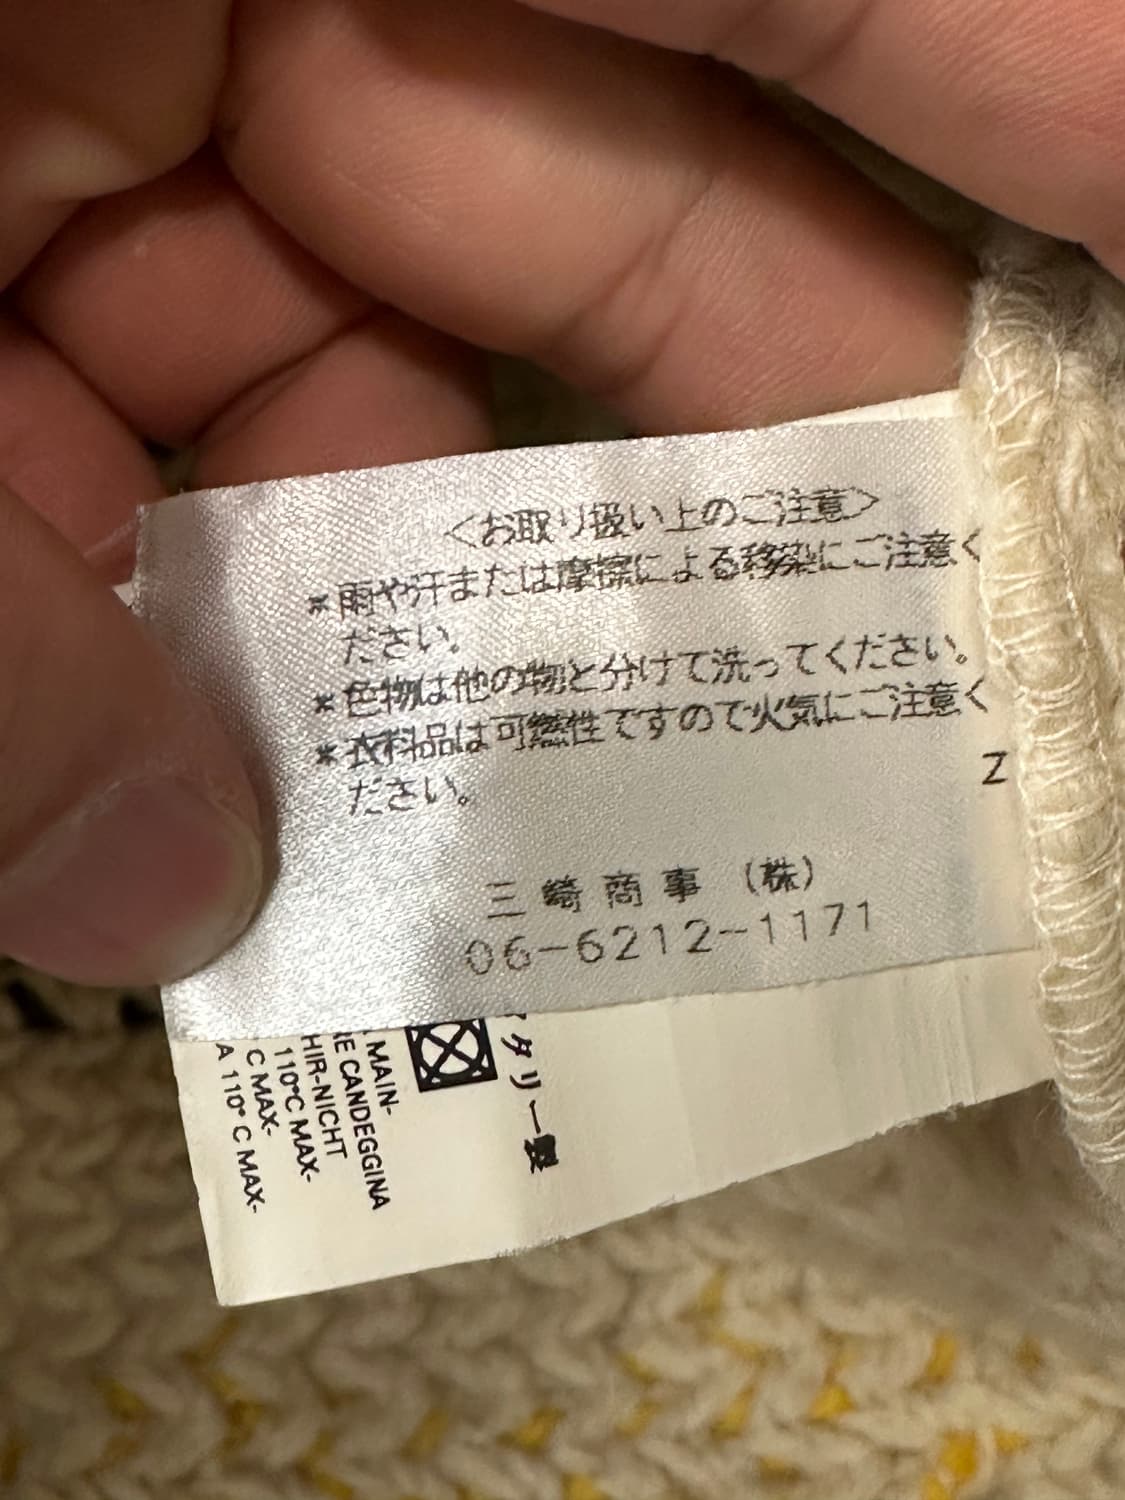 〈お取り扱い上のご注意〉
*雨や汗または摩擦による移染にご注意く
ださい。
*色物は他の物と分けて洗ってください。
*衣料品は可燃性ですので火気にご注意く
ださい。
Z
三崎商事（株）
06-6212-1171
タリー製
MAIN-
CANDEGGINA
HIR-NICHT
110°C MAX-
C MAX-
A 110° C MAX-